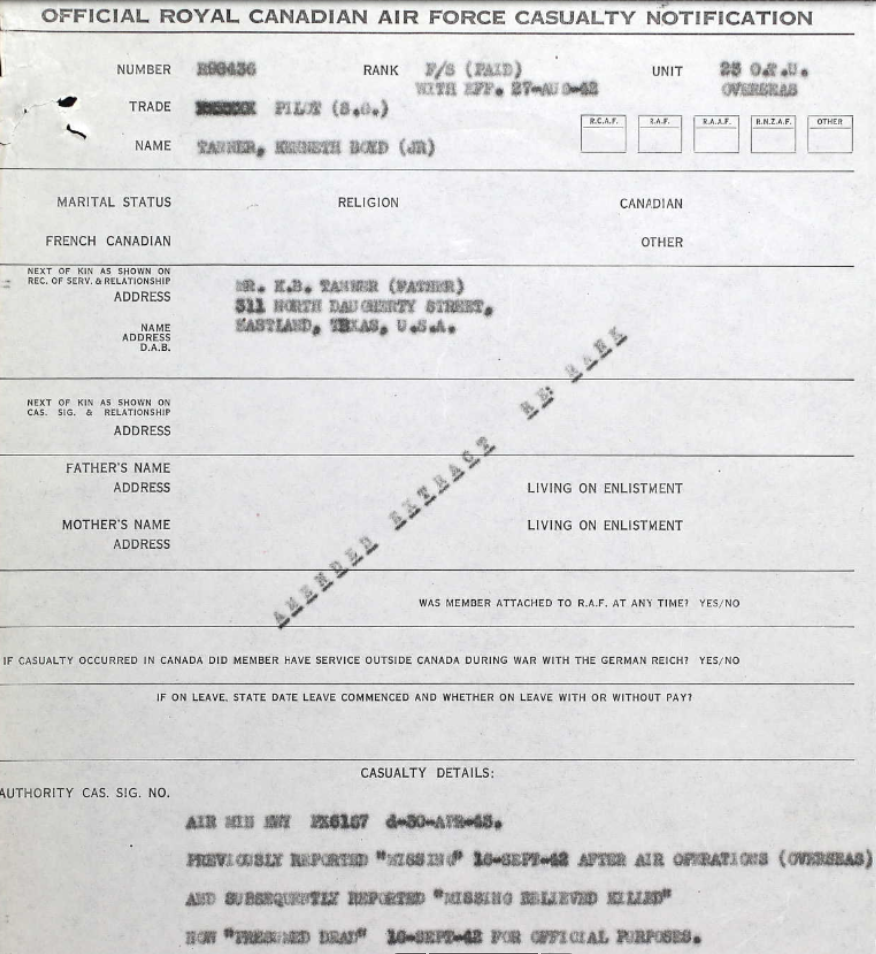 OFFICIAL ROYAL CANADIAN AIR FORCE CASUALTY NOTIFICATION
NUMBER R98436 RANK F/S (PAID) UNIT 23 O.T.U.
WITH EFF. 27-AUG-42 OVERSEAS
TRADE PILOT (S.G.)
R.C.A.F. R.A.F. R.A.A.F. R.N.Z.A.F. OTHER
NAME TANNER, KENNETH BOYD (JR)
MARITAL STATUS RELIGION CANADIAN
FRENCH CANADIAN OTHER
NEXT OF KIN AS SHOWN ON
REC. OF SERV. & RELATIONSHIP MR. K.B. TANNER (FATHER)
ADDRESS 311 NORTH DAUGHERTY STREET,
NAME EASTLAND, TEXAS, U.S.A.
ADDRESS
D.A.B.
AMENDED EXTRACT RE: RANK
NEXT OF KIN AS SHOWN ON
CAS. SIG. & RELATIONSHIP
ADDRESS
FATHER'S NAME
ADDRESS LIVING ON ENLISTMENT
MOTHER'S NAME LIVING ON ENLISTMENT
ADDRESS
WAS MEMBER ATTACHED TO R.A.F. AT ANY TIME? YES/NO
IF CASUALTY OCCURRED IN CANADA DID MEMBER HAVE SERVICE OUTSIDE CANADA DURING WAR WITH THE GERMAN REICH? YES/NO
IF ON LEAVE, STATE DATE LEAVE COMMENCED AND WHETHER ON LEAVE WITH OR WITHOUT PAY?
CASUALTY DETAILS:
AUTHORITY CAS. SIG. NO.
AIR MIN KWY d-30-APR-43.
PREVIOUSLY REPORTED "MISSING" 16-SEPT-42 AFTER AIR OPERATIONS (OVERSEAS)
AND SUBSEQUENTLY REPORTED "MISSING BELIEVED KILLED"
NOW "PRESUMED DEAD" 16-SEPT-42 FOR OFFICIAL PURPOSES.